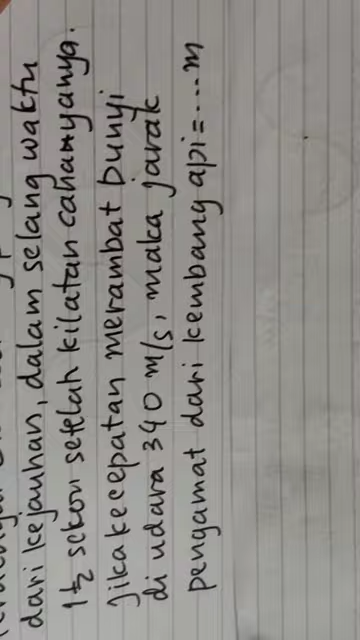 dari kejauhan, dalam selang waktu
1½ sekon setelah kilatan cahayanya.
Jika kecepatan merambat bunyi
di udara 340 m/s, maka jarak
pengamat dari kembang api = .... m